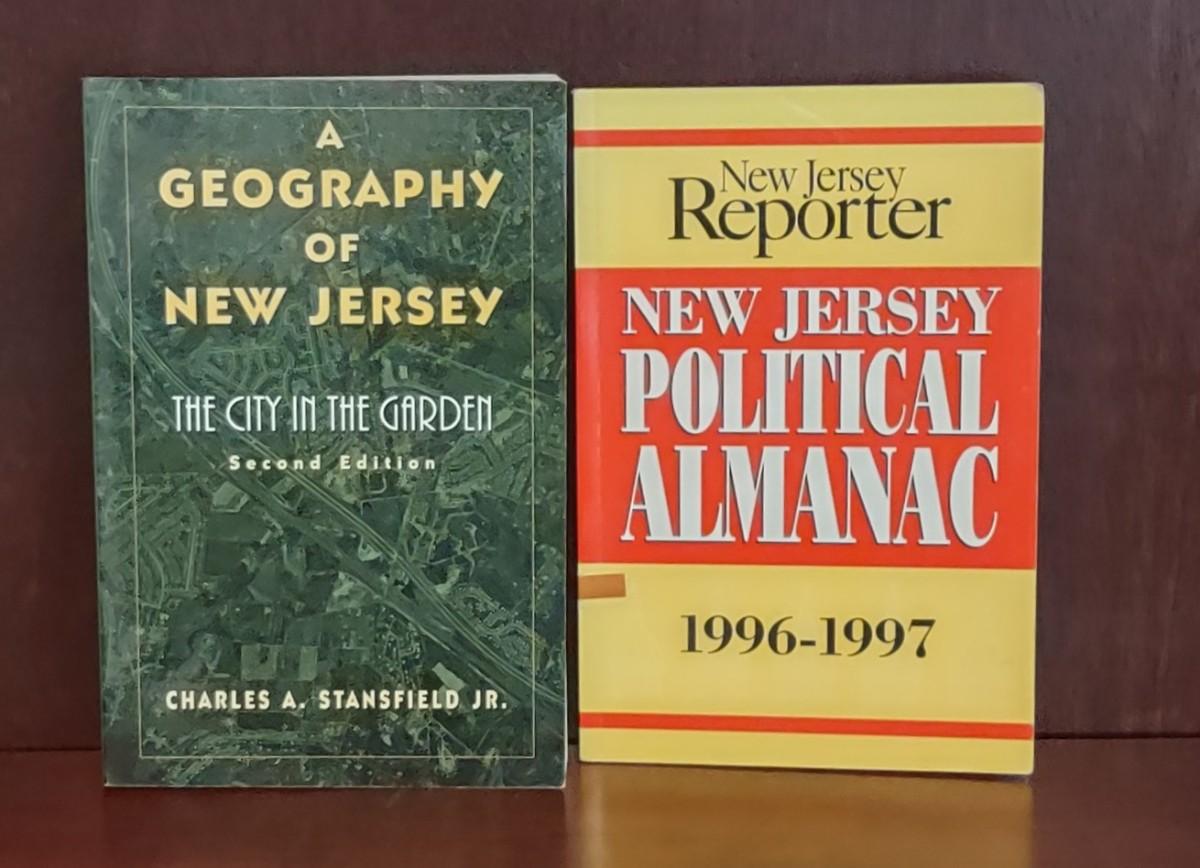 A
GEOGRAPHY
OF
NEW JERSEY
THE CITY IN THE GARDEN
Second Edition
CHARLES A. STANSFIELD JR.
New Jersey
Reporter
NEW JERSEY
POLITICAL
ALMANAC
1996-1997